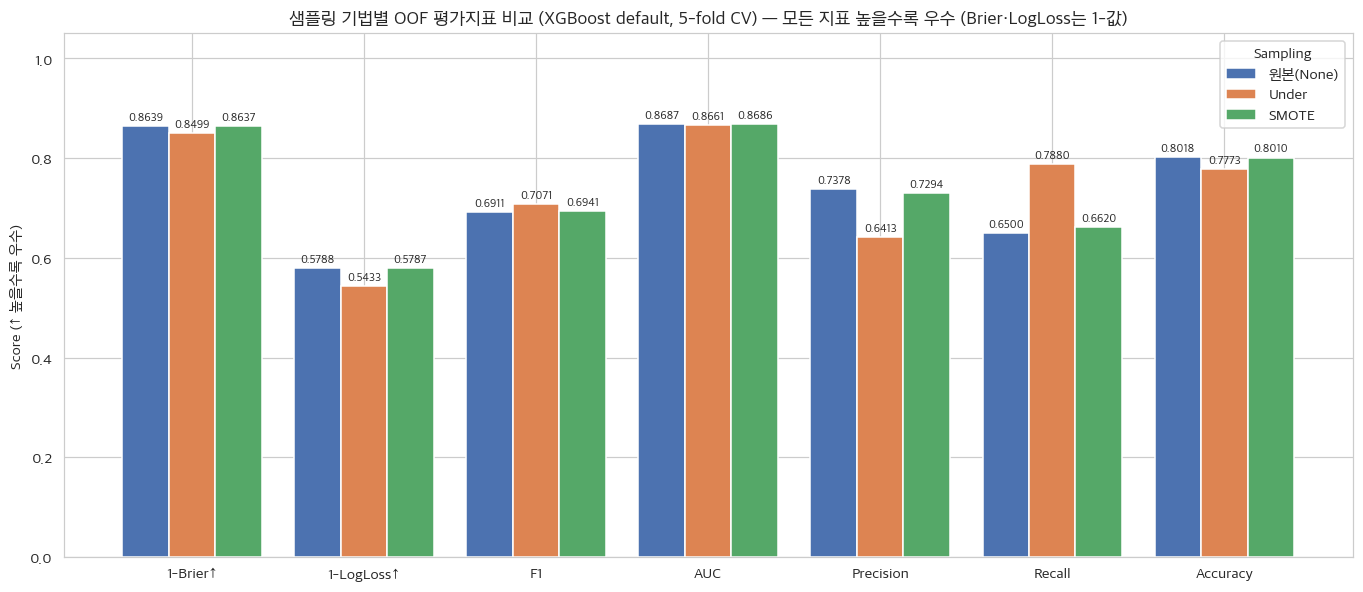 샘플링 기법별 OOF 평가지표 비교 (XGBoost default, 5-fold CV) — 모든 지표 높을수록 우수 (Brier·LogLoss는 1-값)
Score (↑ 높을수록 우수)
1.0
0.8
0.6
0.4
0.2
0.0
Sampling
원본(None)
Under
SMOTE
0.8639
0.8499
0.8637
0.5788
0.5433
0.5787
0.6911
0.7071
0.6941
0.8687
0.8661
0.8686
0.7378
0.6413
0.7294
0.6500
0.7880
0.6620
0.8018
0.7773
0.8010
1-Brier↑
1-LogLoss↑
F1
AUC
Precision
Recall
Accuracy